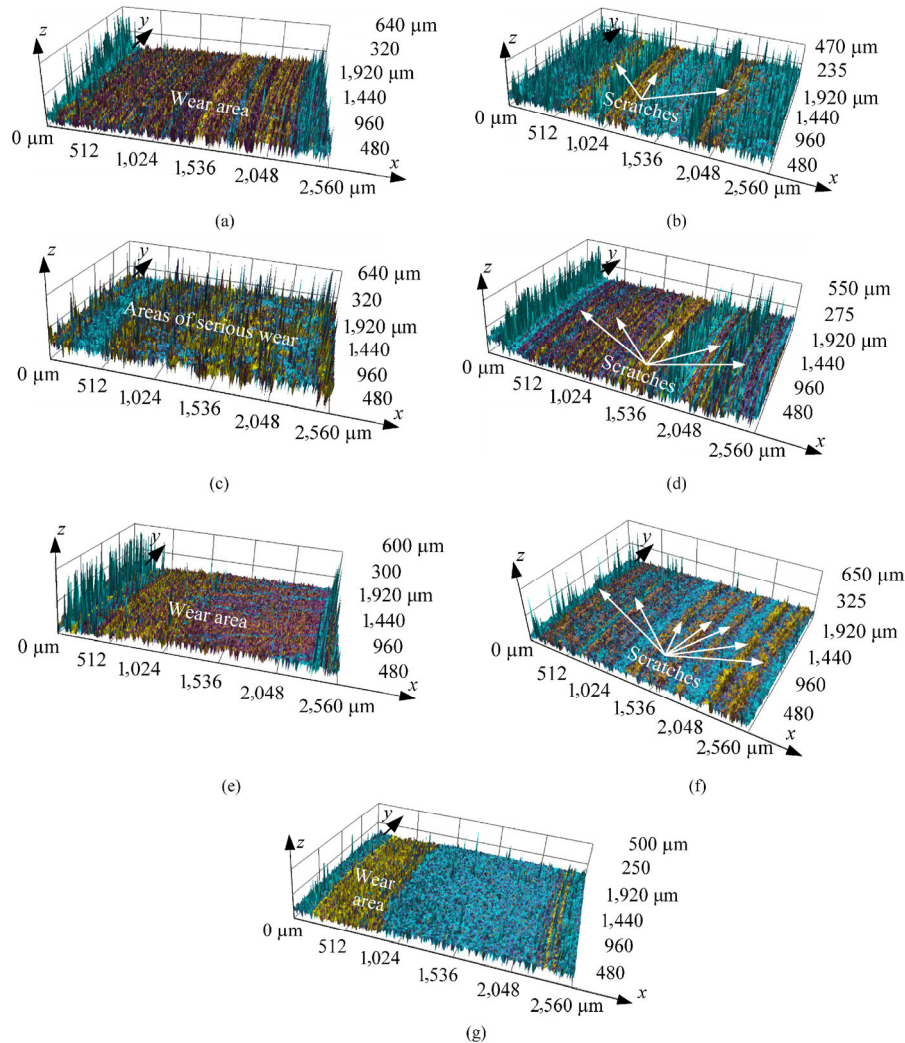 z
y
640 μm
320
1,920 μm
1,440
960
480
Wear area
0 μm
512
1,024
1,536
2,048
2,560 μm
x
(a)
z
y
470 μm
235
1,920 μm
1,440
960
480
Scratches
0 μm
512
1,024
1,536
2,048
2,560 μm
x
(b)
z
y
640 μm
320
1,920 μm
1,440
960
480
Areas of serious wear
0 μm
512
1,024
1,536
2,048
2,560 μm
x
(c)
z
y
550 μm
275
1,920 μm
1,440
960
480
Scratches
0 μm
512
1,024
1,536
2,048
2,560 μm
x
(d)
z
y
600 μm
300
1,920 μm
1,440
960
480
Wear area
0 μm
512
1,024
1,536
2,048
2,560 μm
x
(e)
z
y
650 μm
325
1,920 μm
1,440
960
480
Scratches
0 μm
512
1,024
1,536
2,048
2,560 μm
x
(f)
z
y
500 μm
250
1,920 μm
1,440
960
480
Wear
area
0 μm
512
1,024
1,536
2,048
2,560 μm
x
(g)